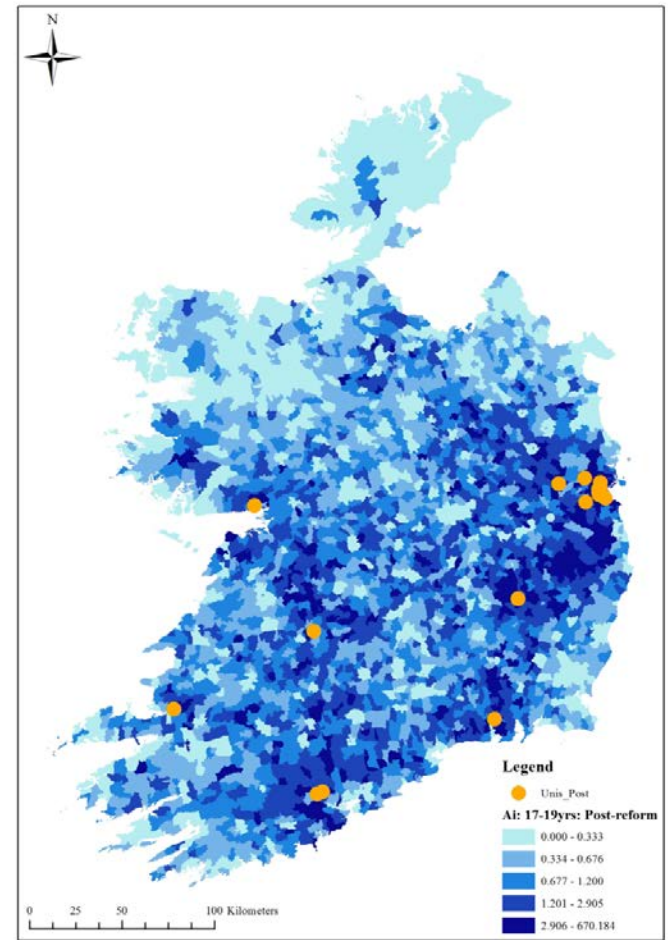 N
Legend
Unis_Post
Ai: 17-19yrs: Post-reform
0.000 - 0.333
0.334 - 0.676
0.677 - 1.200
1.201 - 2.905
2.906 - 670.184
0 25 50 100 Kilometers